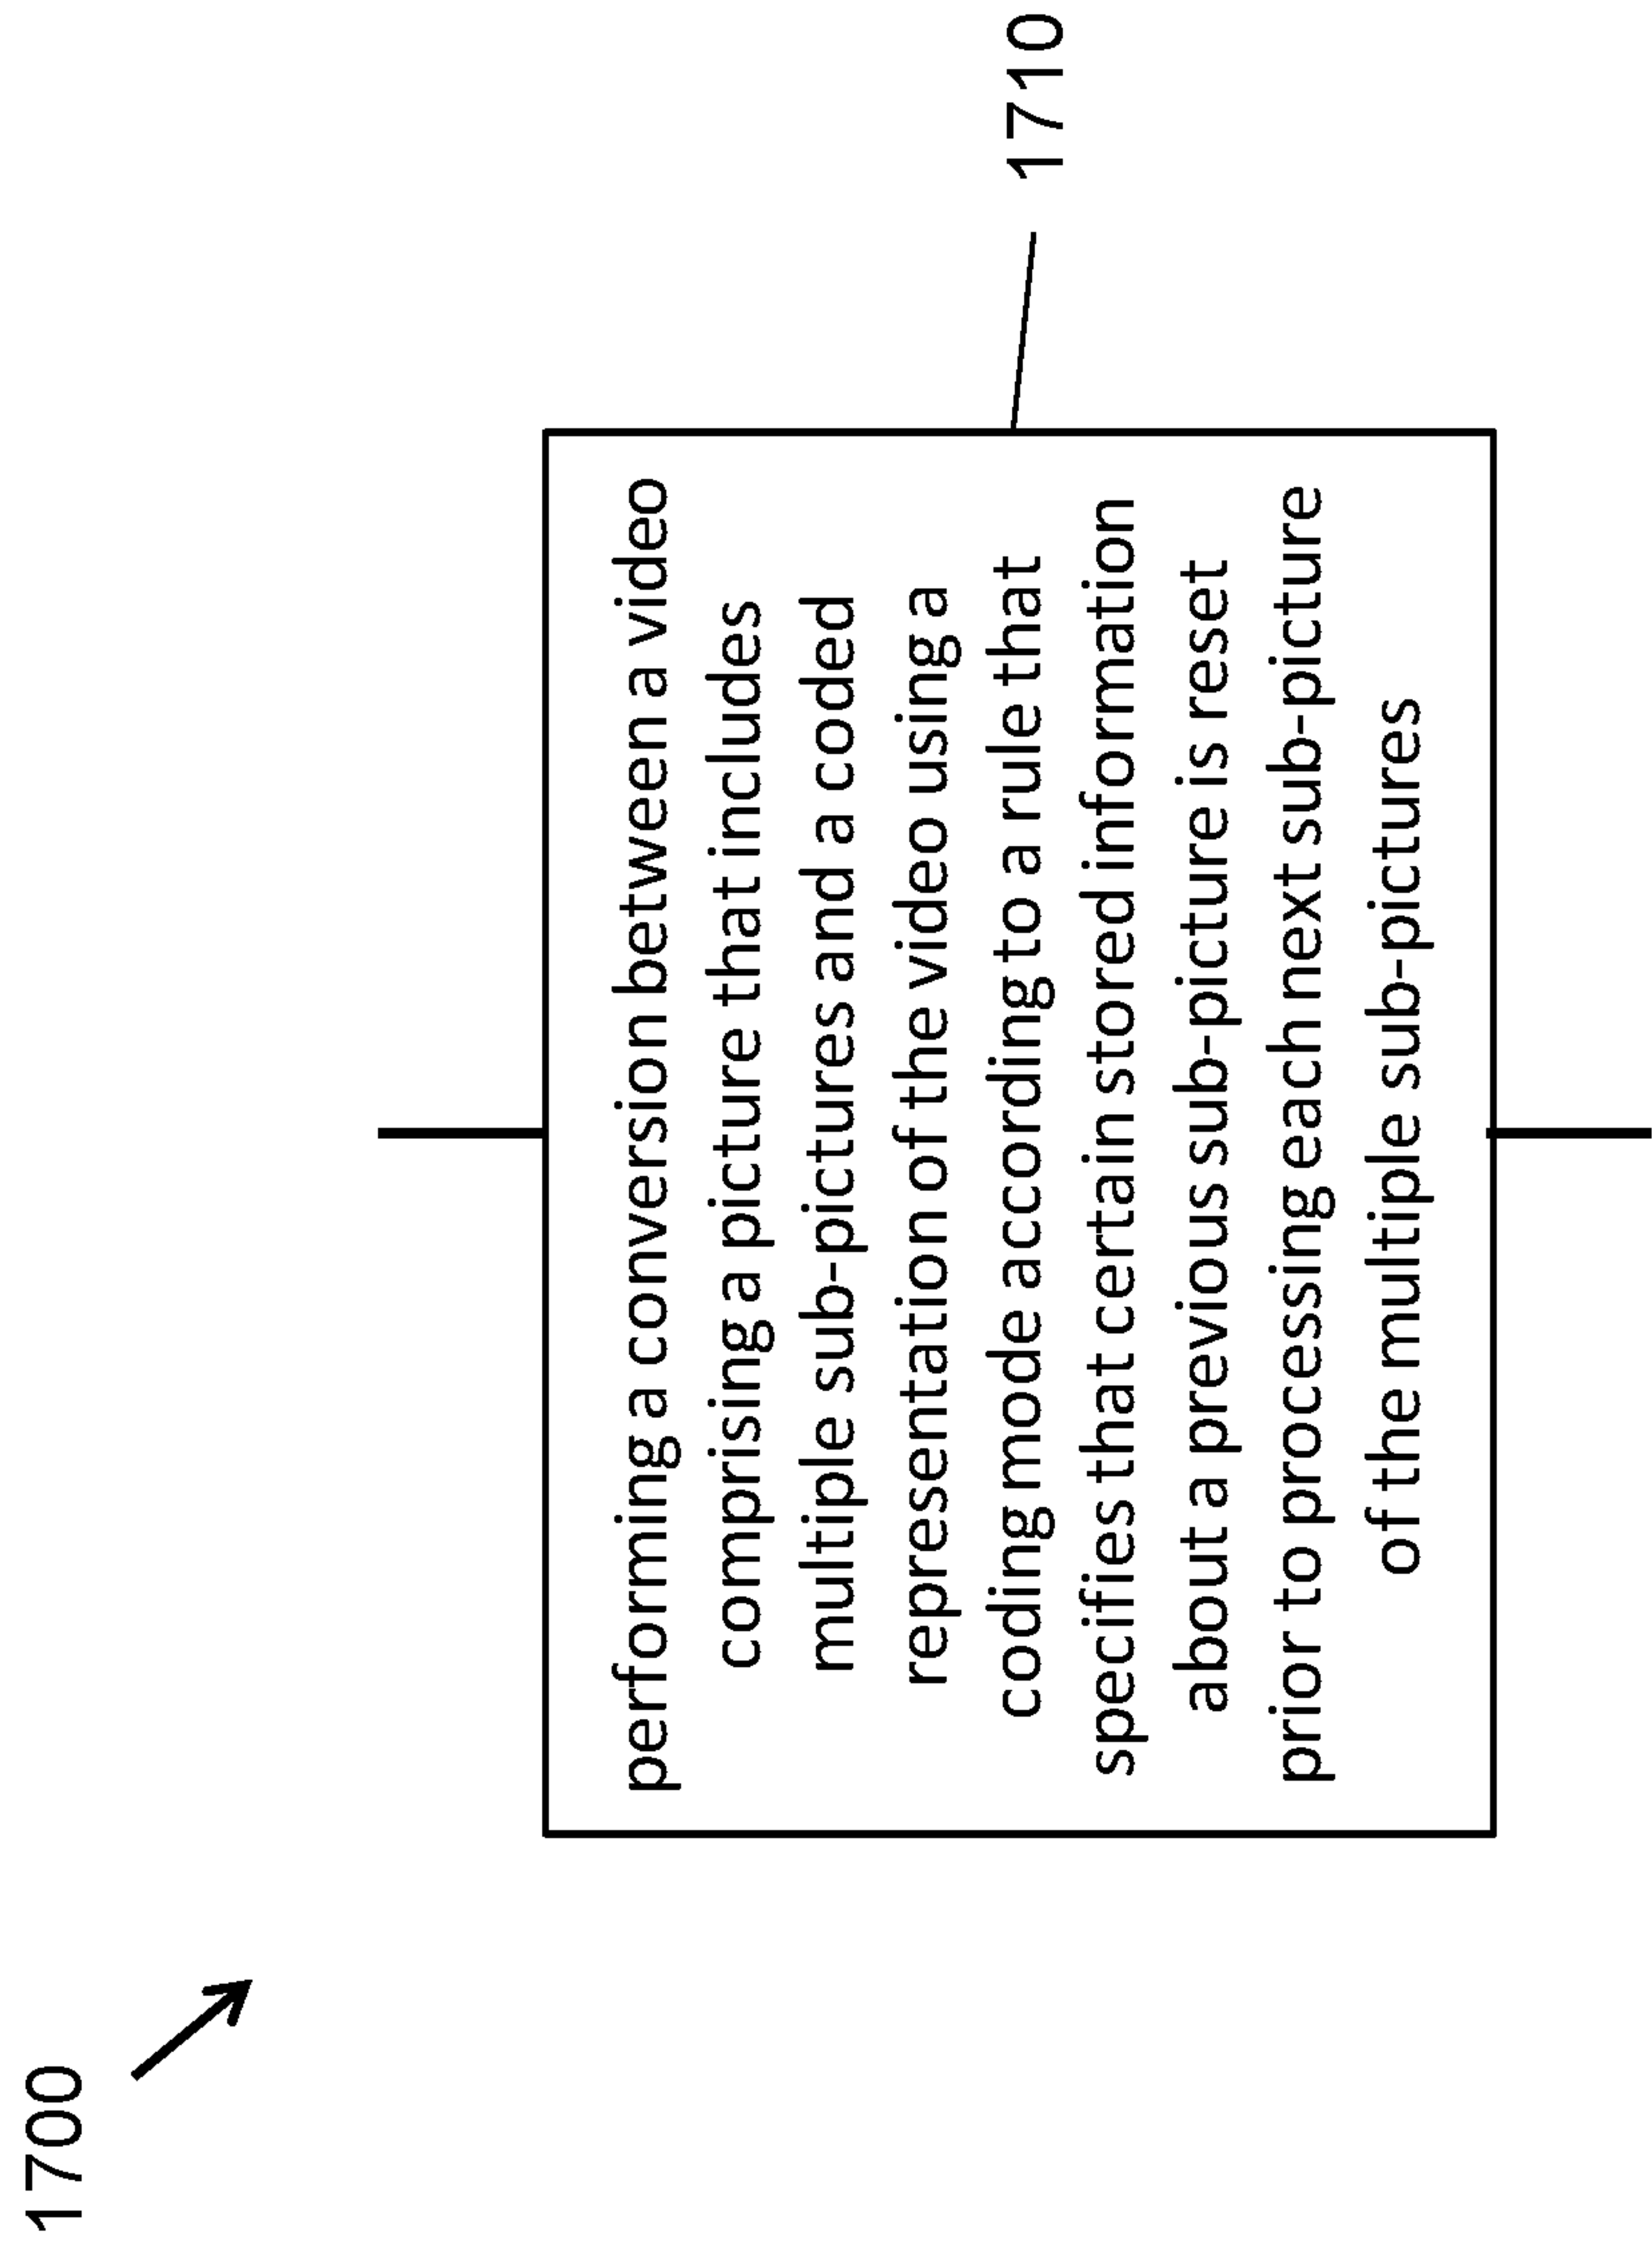 1700
performing a conversion between a video
comprising a picture that includes
multiple sub-pictures and a coded
representation of the video using a
coding mode according to a rule that
specifies that certain stored information
about a previous sub-picture is reset
prior to processing each next sub-picture
of the multiple sub-pictures
1710